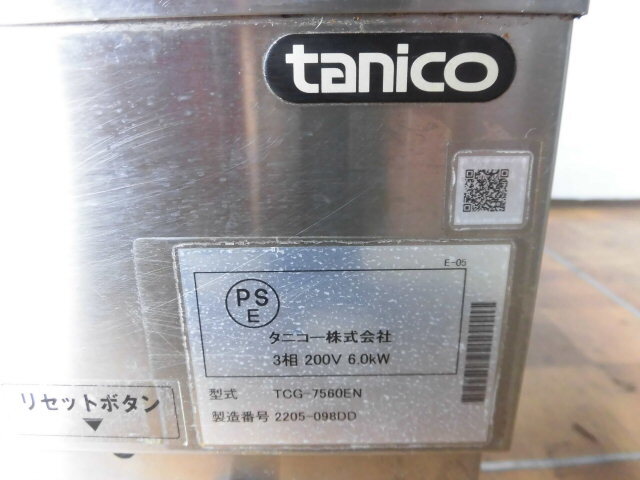 tanico
E-05
PS
E
タニコー株式会社
3相 200V 6.0kW
型式 TCG-7560EN
製造番号 2205-098DD
リセットボタン
▼